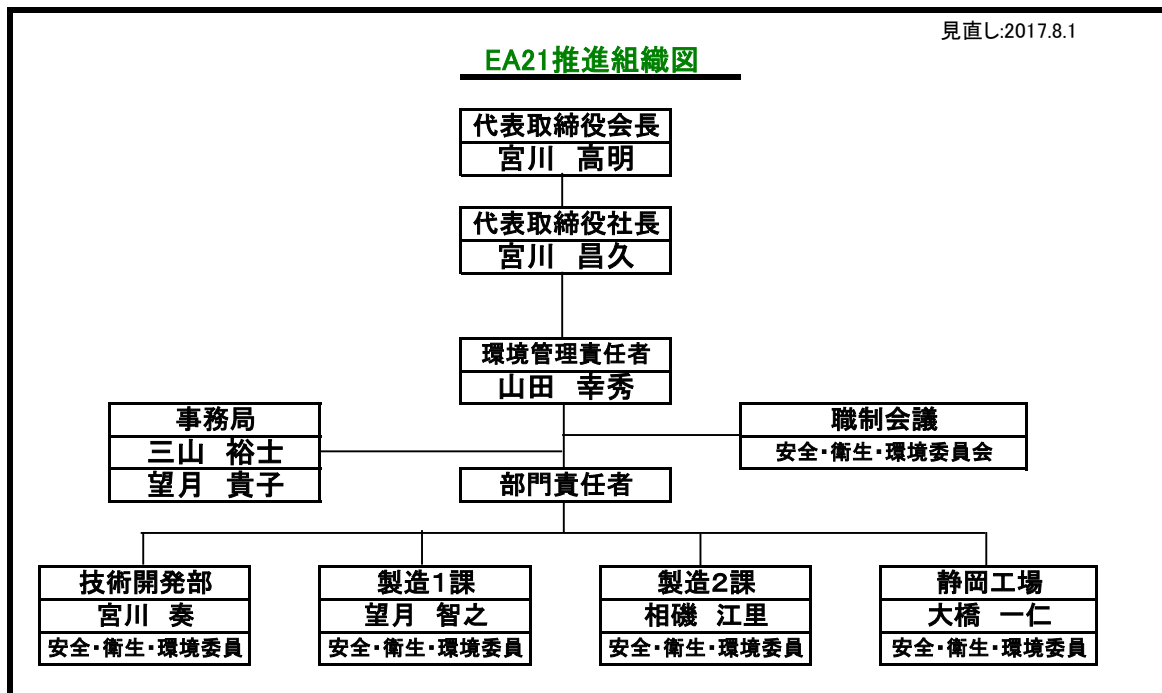 見直し:2017.8.1
EA21推進組織図
代表取締役会長
宮川　高明
代表取締役社長
宮川　昌久
環境管理責任者
山田　幸秀
事務局
三山　裕士
望月　貴子
職制会議
安全・衛生・環境委員会
部門責任者
技術開発部
宮川　奏
安全・衛生・環境委員
製造１課
望月　智之
安全・衛生・環境委員
製造２課
相磯　江里
安全・衛生・環境委員
静岡工場
大橋　一仁
安全・衛生・環境委員